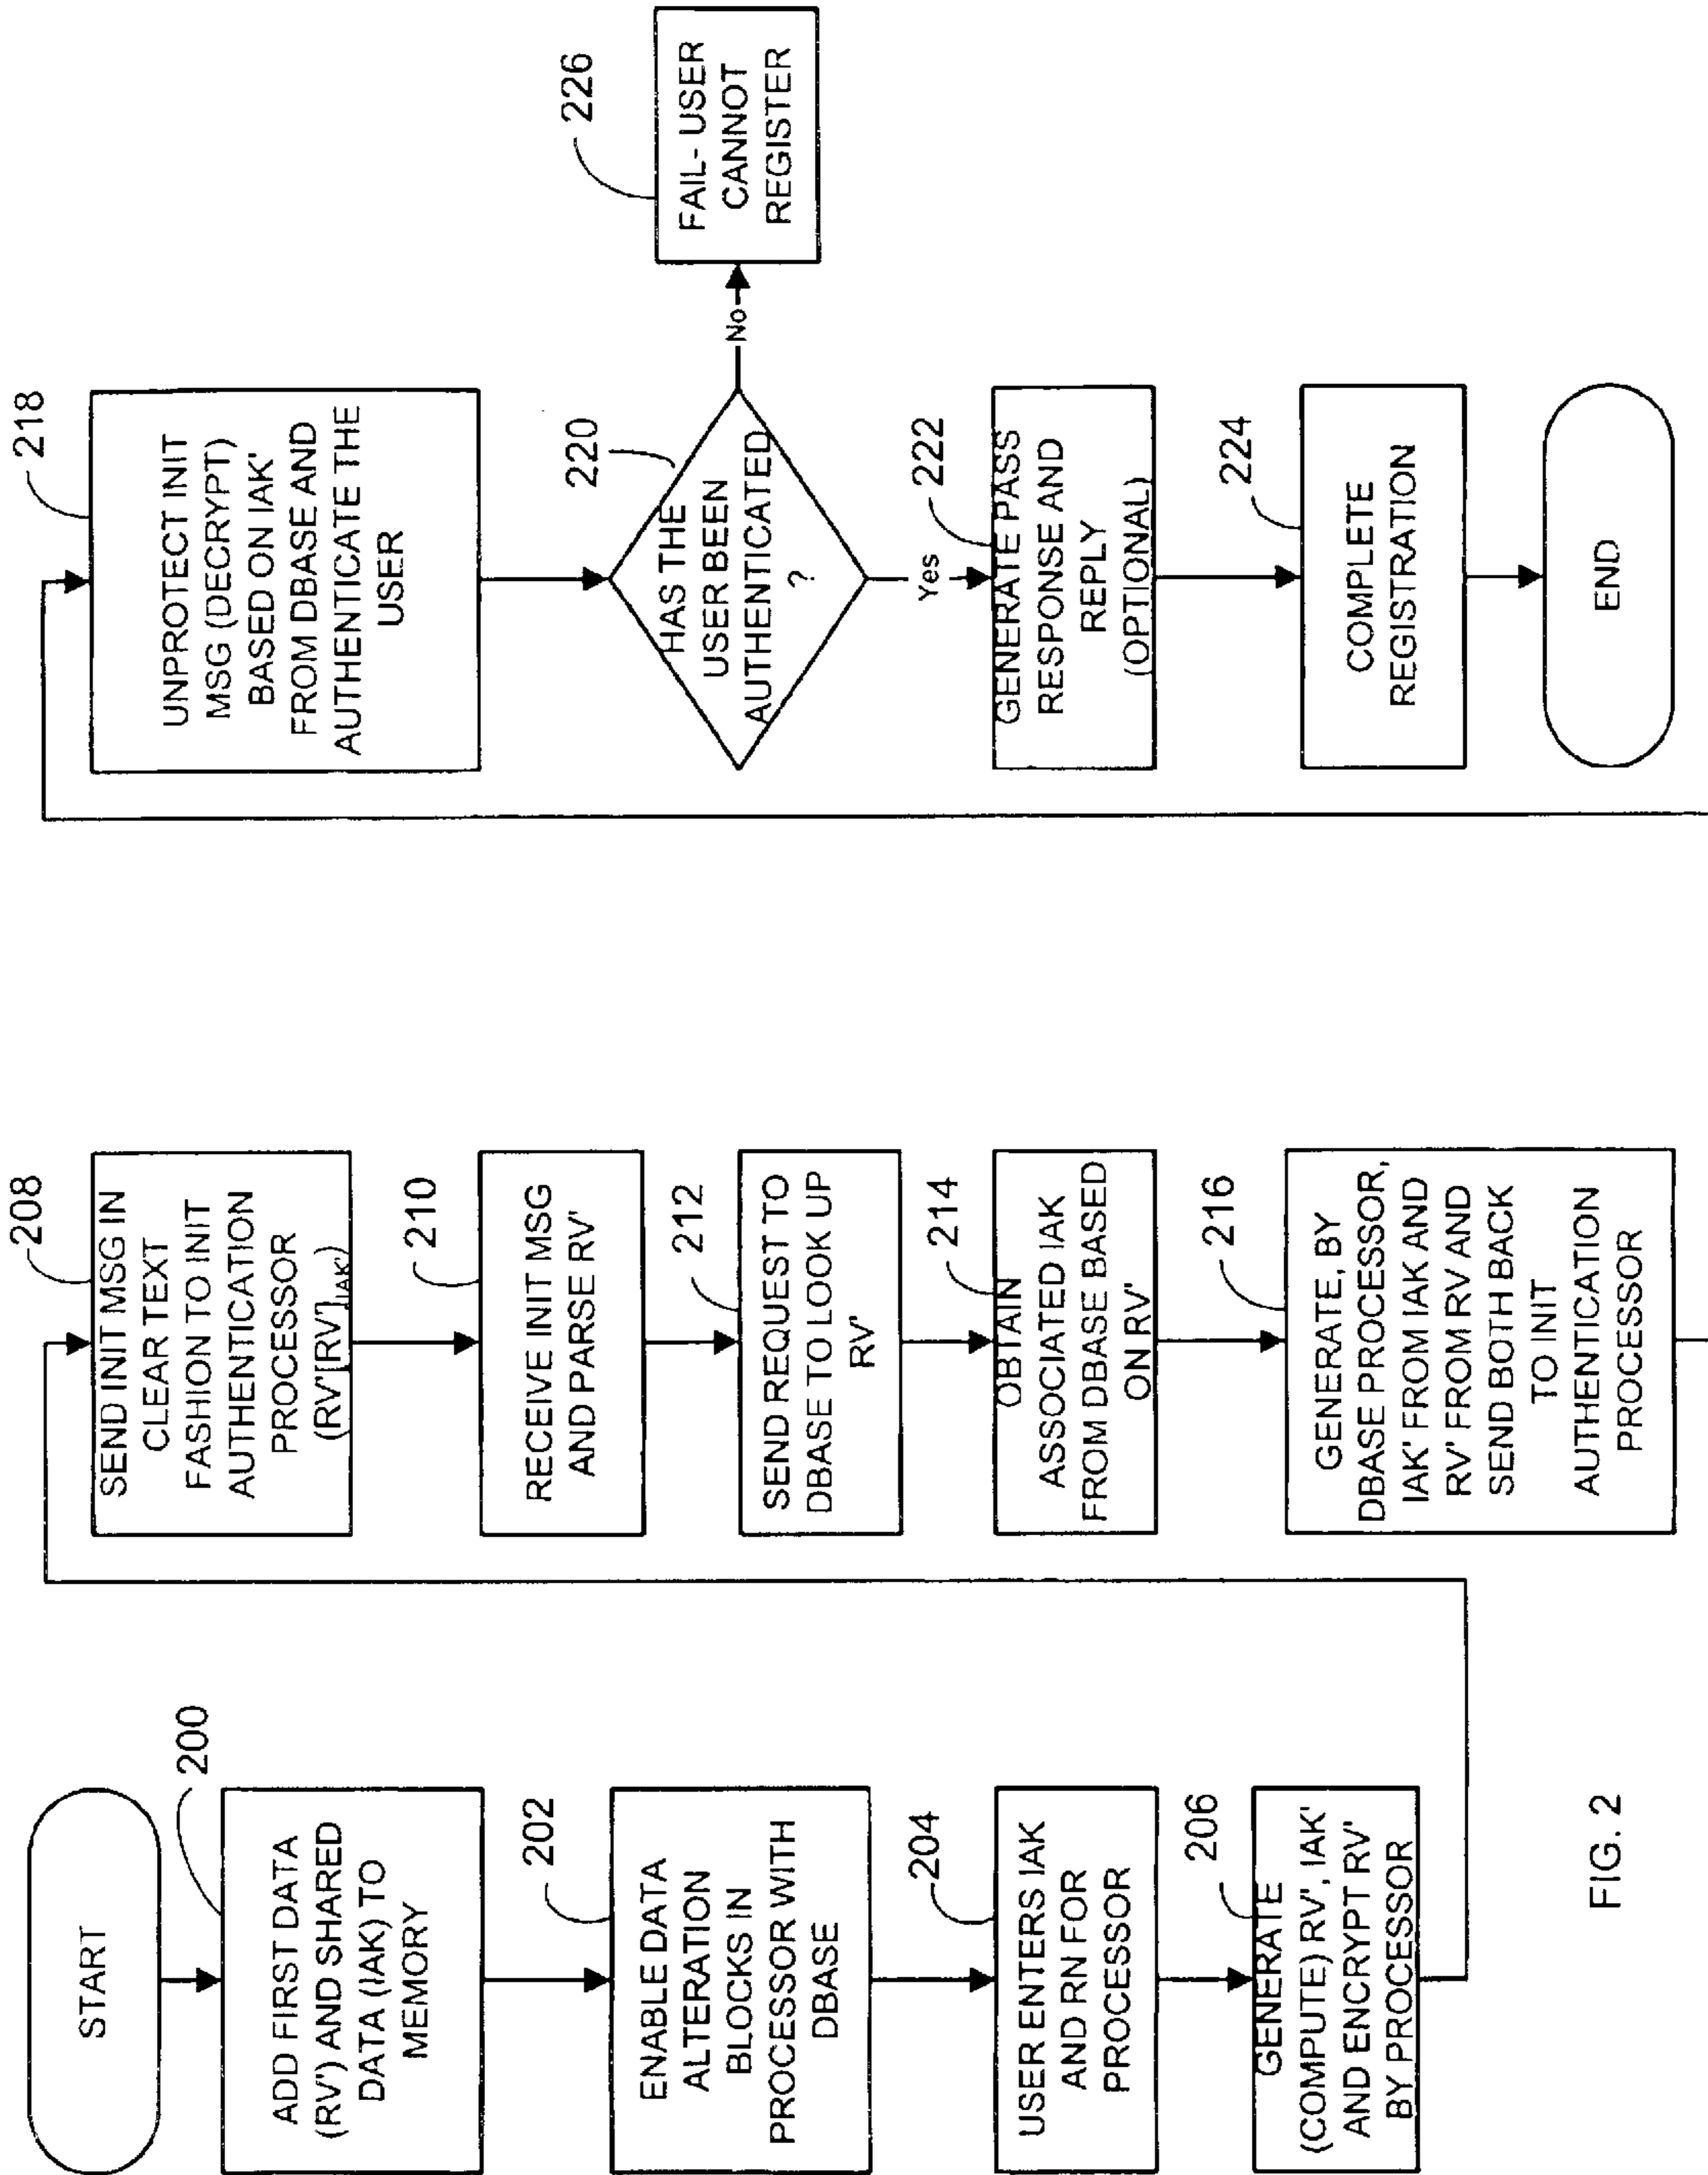 START
200
ADD FIRST DATA
(RV') AND SHARED
DATA (IAK) TO
MEMORY
202
ENABLE DATA
ALTERATION
BLOCKS IN
PROCESSOR WITH
DBASE
204
USER ENTERS IAK
AND RN FOR
PROCESSOR
206
GENERATE
(COMPUTE) RV', IAK'
AND ENCRYPT RV'
BY PROCESSOR
208
SEND INIT MSG IN
CLEAR TEXT
FASHION TO INIT
AUTHENTICATION
PROCESSOR
(RV'[RV']IAK')
210
RECEIVE INIT MSG
AND PARSE RV'
212
SEND REQUEST TO
DBASE TO LOOK UP
RV'
214
OBTAIN
ASSOCIATED IAK
FROM DBASE BASED
ON RV'
216
GENERATE, BY
DBASE PROCESSOR,
IAK' FROM IAK AND
RV' FROM RV AND
SEND BOTH BACK
TO INIT
AUTHENTICATION
PROCESSOR
218
UNPROTECT INIT
MSG (DECRYPT)
BASED ON IAK'
FROM DBASE AND
AUTHENTICATE THE
USER
220
HAS THE
USER BEEN
AUTHENTICATED
?
No
226
FAIL- USER
CANNOT
REGISTER
Yes
222
GENERATE PASS
RESPONSE AND
REPLY
(OPTIONAL)
224
COMPLETE
REGISTRATION
END
FIG. 2